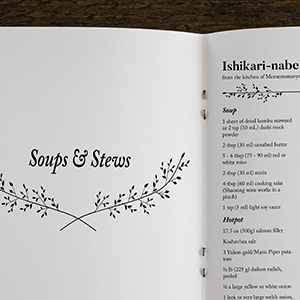 Soups & Stews
Ishikari-nabe
from the kitchen of
Soup
1 sheet of dried kombu seaweed
or 2 tsp (10 mL) dashi stock
powder
2 tbsp (30 ml) unsalted butter
5 - 6 tbsp (75 - 90 ml) red or
white miso
2 tbsp (30 ml) mirin
4 tbsp (60 ml) cooking sake
(Shaoxing wine works in a
pinch)
1 tsp (5 ml) light soy sauce
Hotpot
17.5 oz (500g) salmon fillet
Kosher/sea salt
3 Yukon gold/Maris Piper pota-
toes
½ lb (225 g) daikon radish,
peeled
½ a large yellow or white onion
1 leek or very large welsh onion,